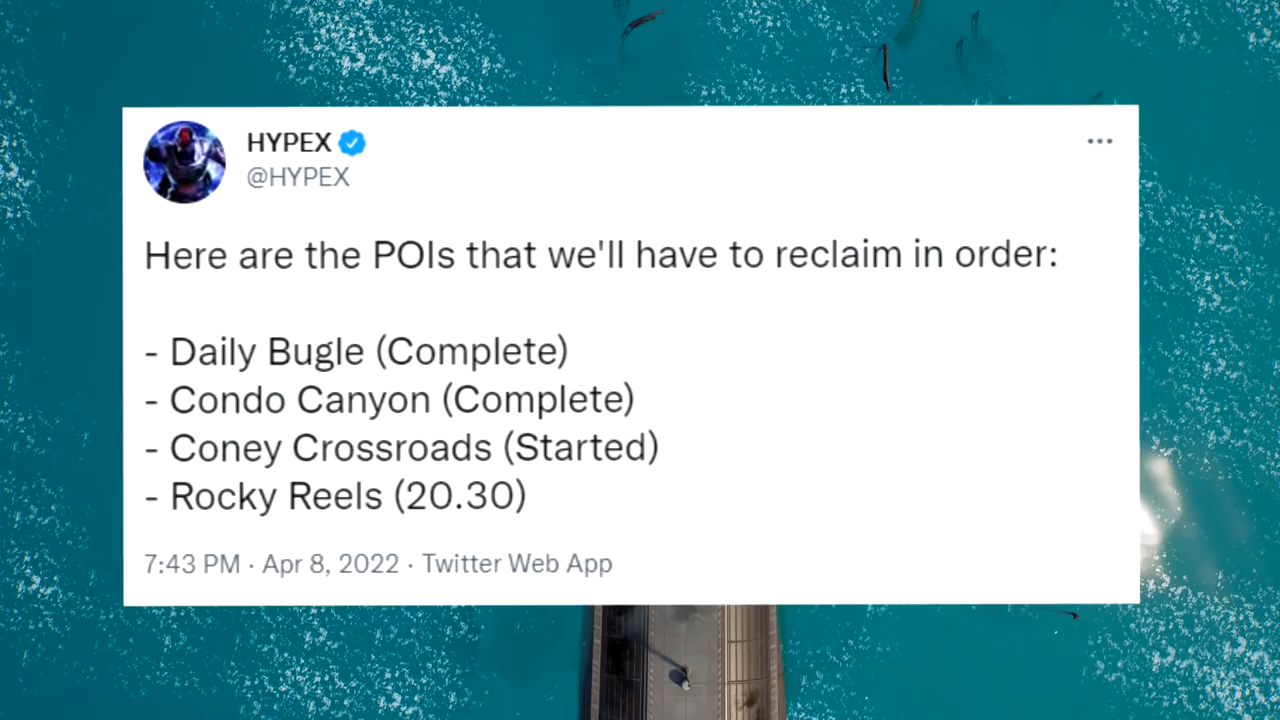 HYPEX
@HYPEX
Here are the POIs that we'll have to reclaim in order:
- Daily Bugle (Complete)
- Condo Canyon (Complete)
- Coney Crossroads (Started)
- Rocky Reels (20.30)
7:43 PM · Apr 8, 2022 · Twitter Web App